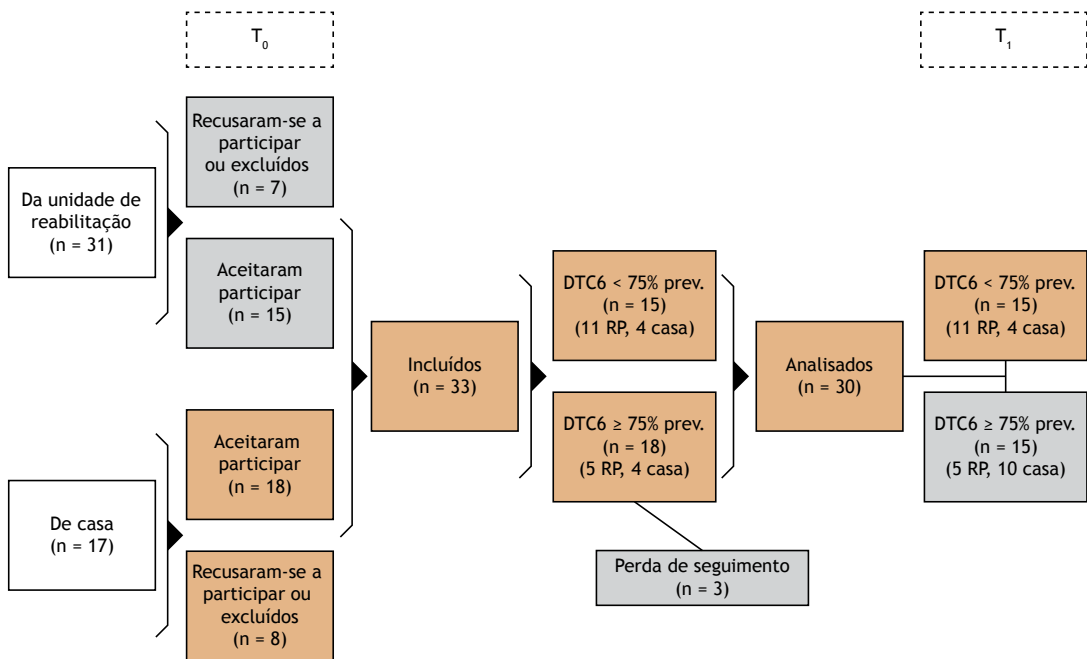 T₀
T₁
Da unidade de
reabilitação
(n = 31)
Recusaram-se a
participar
ou excluídos
(n = 7)
Aceitaram
participar
(n = 15)
De casa
(n = 17)
Aceitaram
participar
(n = 18)
Recusaram-se a
participar ou
excluídos
(n = 8)
Incluídos
(n = 33)
DTC6 < 75% prev.
(n = 15)
(11 RP, 4 casa)
DTC6 ≥ 75% prev.
(n = 18)
(5 RP, 4 casa)
Perda de seguimento
(n = 3)
Analisados
(n = 30)
DTC6 < 75% prev.
(n = 15)
(11 RP, 4 casa)
DTC6 ≥ 75% prev.
(n = 15)
(5 RP, 10 casa)